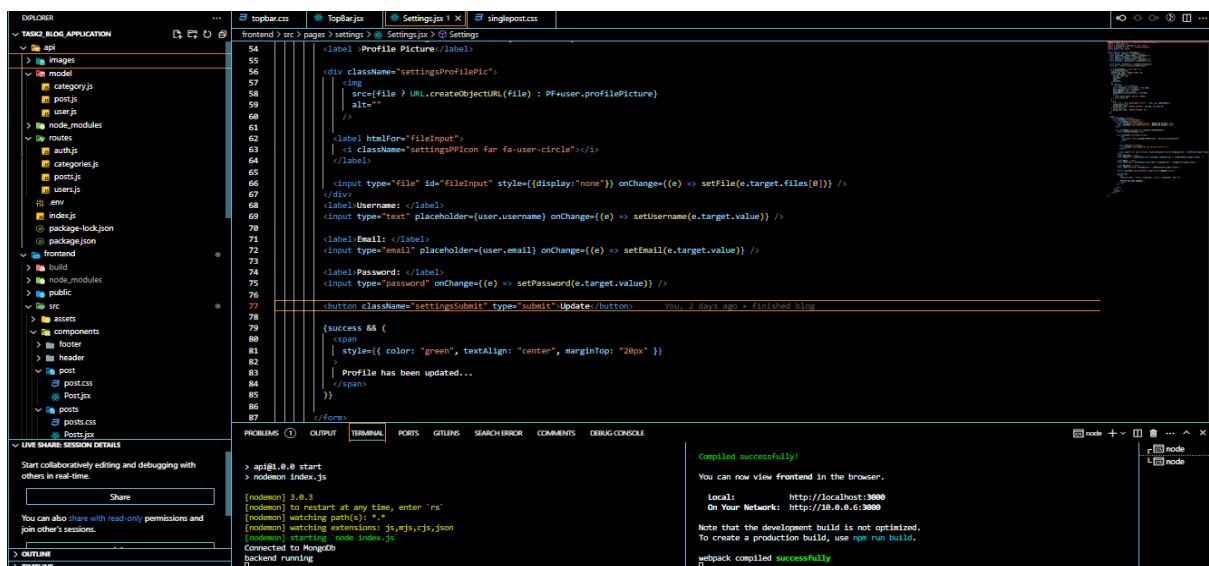 EXPLORER ...
TASK2_BLOG_APPLICATION
api
images
model
category.js
post.js
user.js
node_modules
routes
auth.js
categories.js
posts.js
users.js
.env
index.js
package-lock.json
package.json
frontend
build
node_modules
public
src
assets
components
footer
header
post
post.css
Post.jsx
posts
posts.css
Posts.jsx
LIVE SHARE: SESSION DETAILS
Start collaboratively editing and debugging with
others in real-time.
Share
You can also share with read-only permissions and
join other's sessions.
OUTLINE
TIMELINE
topbar.css TopBar.jsx Settings.jsx 1 × singlepost.css
frontend > src > pages > settings > Settings.jsx > Settings
54 <label >Profile Picture</label>
55
56 <div className="settingsProfilePic">
57 <img
58 src={file ? URL.createObjectURL(file) : PF+user.profilePicture}
59 alt=""
60 />
61
62 <label htmlFor="fileInput">
63 <i className="settingsPPIcon far fa-user-circle"></i>
64 </label>
65
66 <input type="file" id="fileInput" style={{display:"none"}} onChange={(e) => setFile(e.target.files[0])} />
67 </div>
68 <label>Username: </label>
69 <input type="text" placeholder={user.username} onChange={(e) => setUsername(e.target.value)} />
70
71 <label>Email: </label>
72 <input type="email" placeholder={user.email} onChange={(e) => setEmail(e.target.value)} />
73
74 <label>Password: </label>
75 <input type="password" onChange={(e) => setPassword(e.target.value)} />
76
77 <button className="settingsSubmit" type="submit">Update</button> You, 2 days ago • finished blog
78
79 {success && (
80 <span
81 style={{ color: "green", textAlign: "center", marginTop: "20px" }}
82 >
83 Profile has been updated...
84 </span>
85 )}
86
87 </form>
PROBLEMS 1 OUTPUT TERMINAL PORTS GITLENS SEARCH ERROR COMMENTS DEBUG CONSOLE node
> api@1.0.0 start
> nodemon index.js
[nodemon] 3.0.3
[nodemon] to restart at any time, enter `rs`
[nodemon] watching path(s): *.*
[nodemon] watching extensions: js,mjs,cjs,json
[nodemon] starting `node index.js`
Connected to MongoDb
backend running
Compiled successfully!
You can now view frontend in the browser.
Local: http://localhost:3000
On Your Network: http://10.0.0.6:3000
Note that the development build is not optimized.
To create a production build, use npm run build.
webpack compiled successfully
node
node